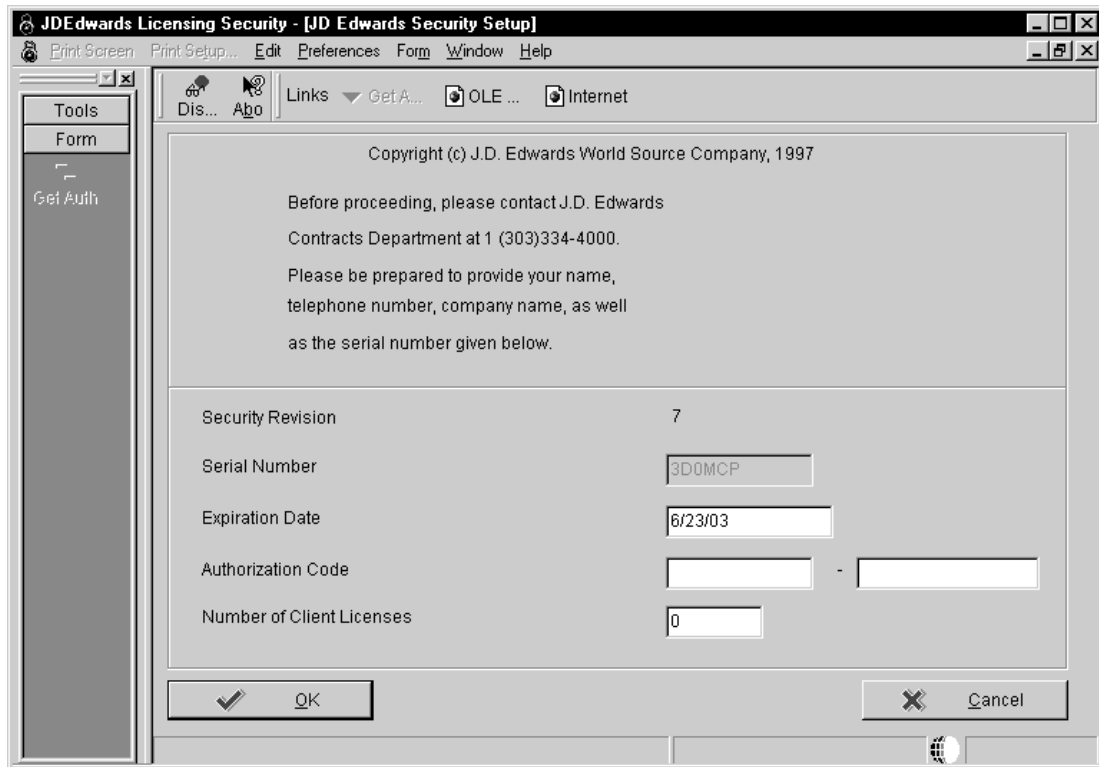 JDEdwards Licensing Security - [JD Edwards Security Setup]
Print Screen Print Setup... Edit Preferences Form Window Help
Tools
Form
Get Auth
Dis... Abo Links Get A... OLE ... Internet
Copyright (c) J.D. Edwards World Source Company, 1997
Before proceeding, please contact J.D. Edwards
Contracts Department at 1 (303)334-4000.
Please be prepared to provide your name,
telephone number, company name, as well
as the serial number given below.
Security Revision 7
Serial Number 3D0MCP
Expiration Date 6/23/03
Authorization Code -
Number of Client Licenses 0
OK Cancel